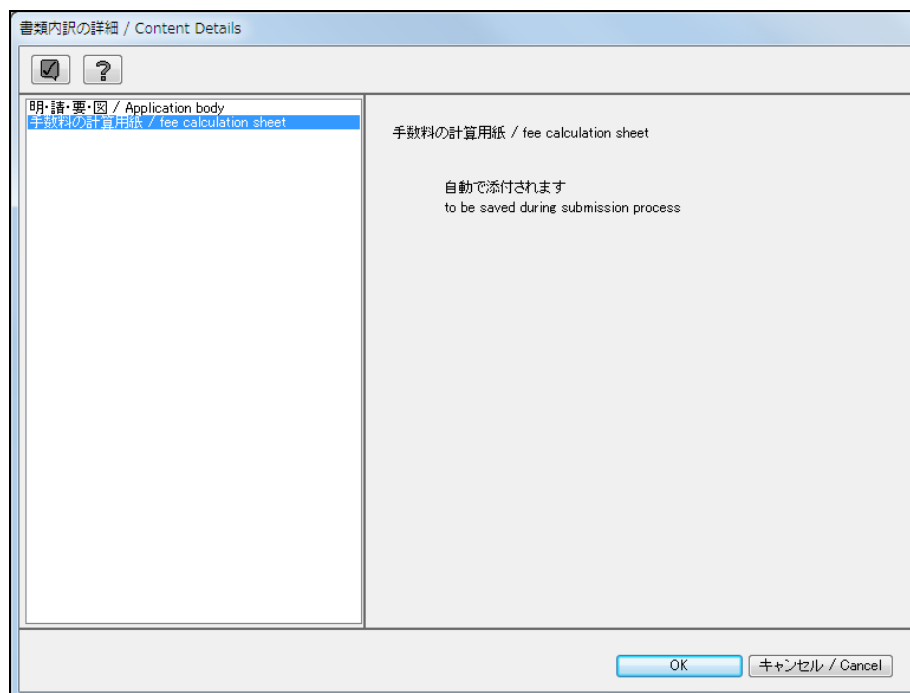 書類内訳の詳細 / Content Details
?
明・請・要・図 / Application body
手数料の計算用紙 / fee calculation sheet
手数料の計算用紙 / fee calculation sheet
自動で添付されます
to be saved during submission process
OK
キャンセル / Cancel